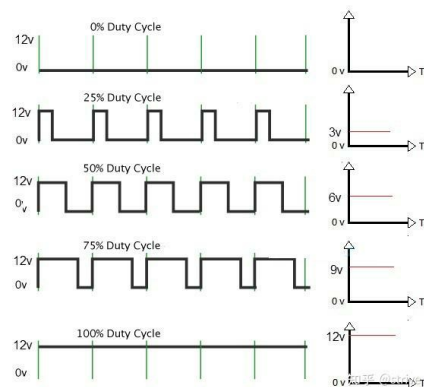 0% Duty Cycle
12v
0v
0 v
T
25% Duty Cycle
12v
0v
3v
0 v
T
50% Duty Cycle
12v
0'v
6v
0 v
T
75% Duty Cycle
12v
0v
9v
0 v
T
100% Duty Cycle
12v
0v
12v
0 v
T
知乎